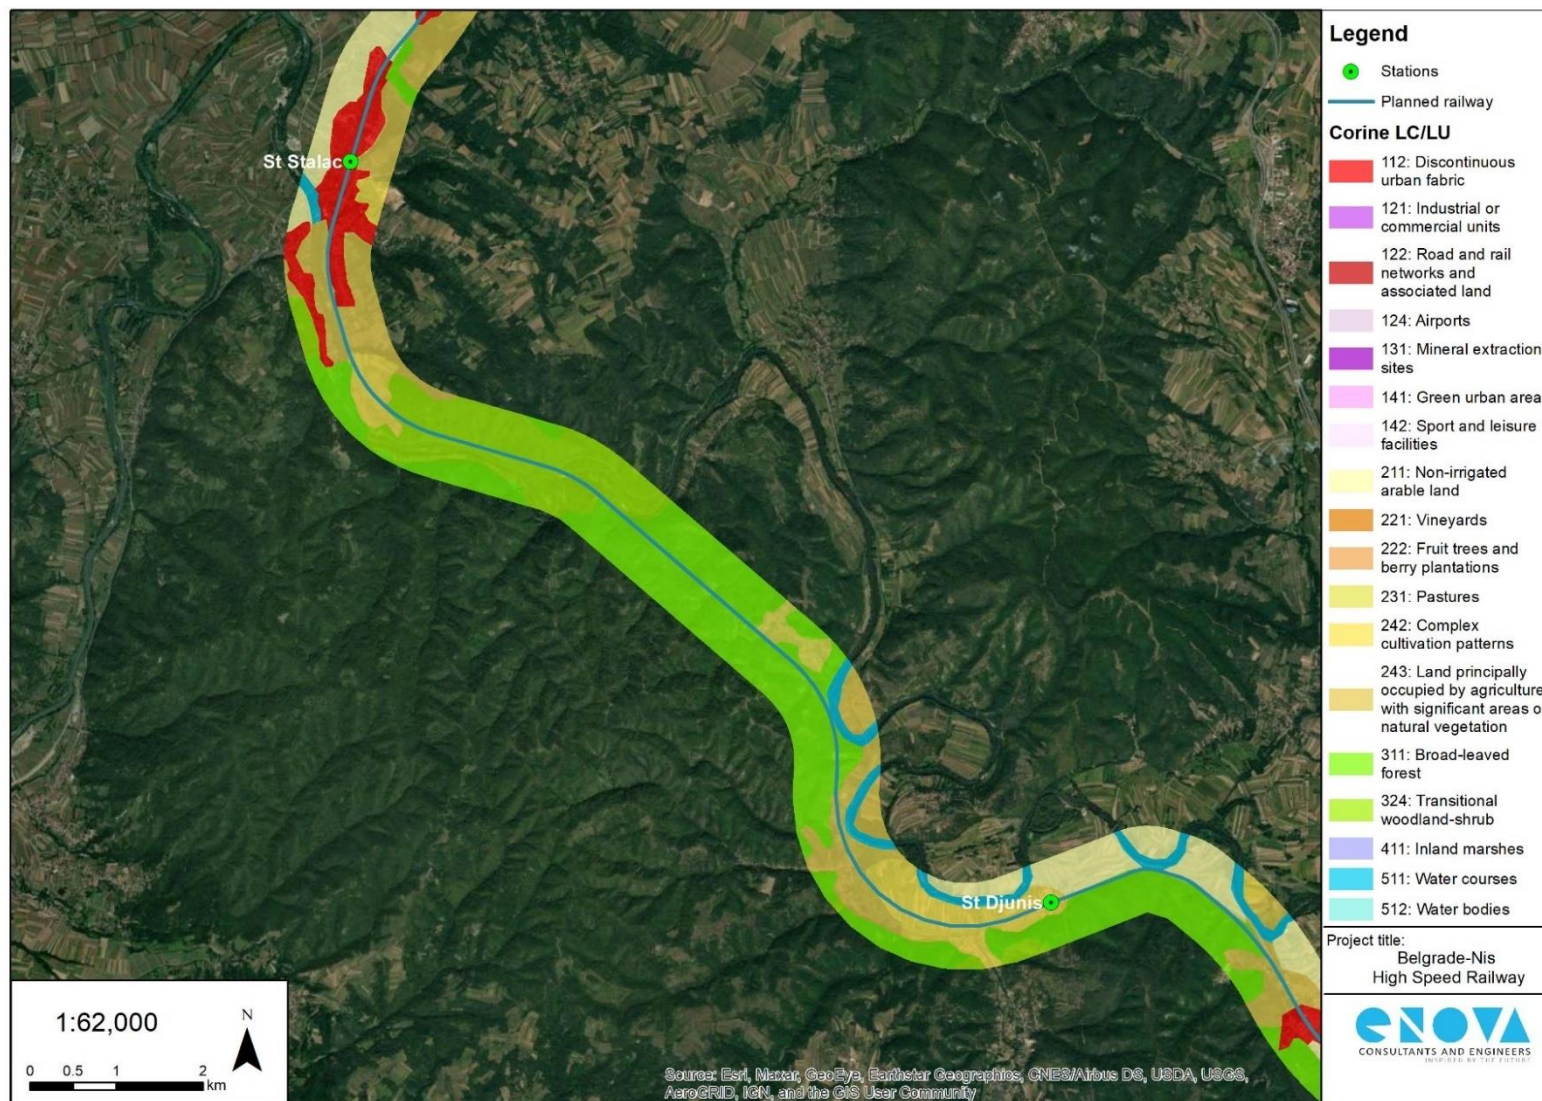 St Stalac
St Djunis
1:62,000
N
0 0.5 1 2
km
Source: Esri, Maxar, GeoEye, Earthstar Geographics, CNES/Airbus DS, USDA, USGS,
AeroGRID, IGN, and the GIS User Community
Legend
Stations
Planned railway
Corine LC/LU
112: Discontinuous
urban fabric
121: Industrial or
commercial units
122: Road and rail
networks and
associated land
124: Airports
131: Mineral extraction
sites
141: Green urban area
142: Sport and leisure
facilities
211: Non-irrigated
arable land
221: Vineyards
222: Fruit trees and
berry plantations
231: Pastures
242: Complex
cultivation patterns
243: Land principally
occupied by agriculture
with significant areas o
natural vegetation
311: Broad-leaved
forest
324: Transitional
woodland-shrub
411: Inland marshes
511: Water courses
512: Water bodies
Project title:
Belgrade-Nis
High Speed Railway
eNOVA
CONSULTANTS AND ENGINEERS
INSPIRED BY THE FUTURE